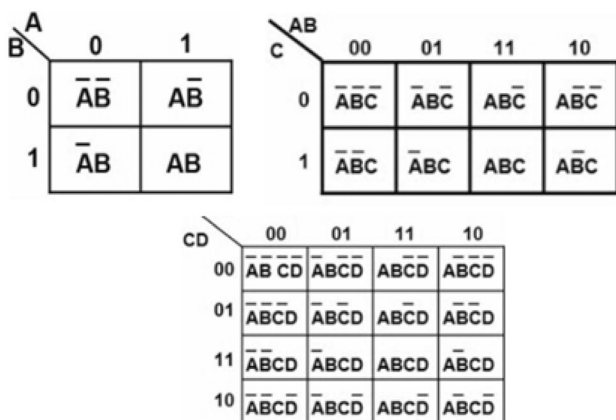 A
B 0 1
0 A̅B̅ AB̅
1 A̅B AB
AB
C 00 01 11 10
0 A̅B̅C̅ A̅BC̅ ABC̅ AB̅C̅
1 A̅B̅C A̅BC ABC AB̅C
CD 00 01 11 10
00 A̅B̅ C̅D̅ A̅BC̅D̅ ABC̅D̅ AB̅C̅D̅
01 A̅B̅C̅D A̅BC̅D ABC̅D AB̅C̅D
11 A̅B̅CD A̅BCD ABCD AB̅CD
10 A̅B̅CD̅ A̅BCD̅ ABCD̅ AB̅CD̅